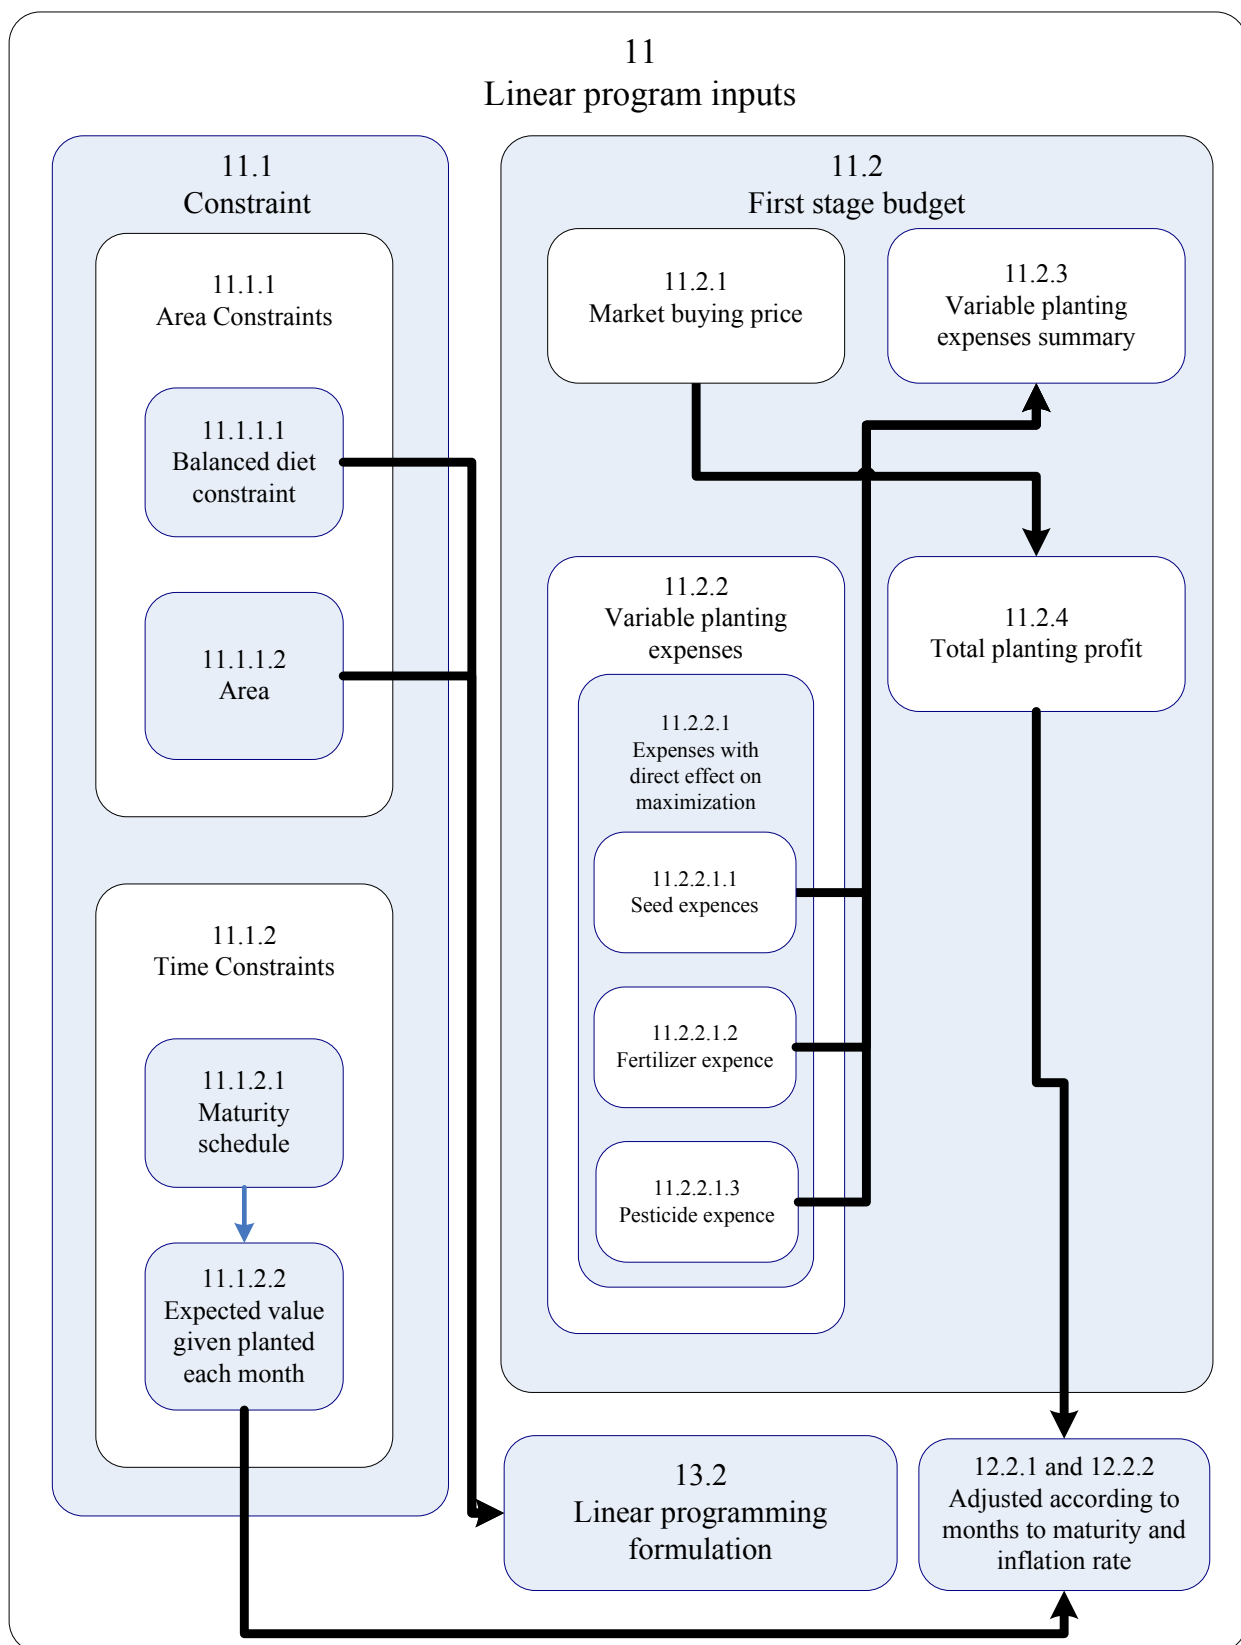 11
Linear program inputs
11.1
Constraint
11.1.1
Area Constraints
11.1.1.1
Balanced diet
constraint
11.1.1.2
Area
11.1.2
Time Constraints
11.1.2.1
Maturity
schedule
11.1.2.2
Expected value
given planted
each month
11.2
First stage budget
11.2.1
Market buying price
11.2.3
Variable planting
expenses summary
11.2.2
Variable planting
expenses
11.2.2.1
Expenses with
direct effect on
maximization
11.2.2.1.1
Seed expences
11.2.2.1.2
Fertilizer expence
11.2.2.1.3
Pesticide expence
11.2.4
Total planting profit
13.2
Linear programming
formulation
12.2.1 and 12.2.2
Adjusted according to
months to maturity and
inflation rate